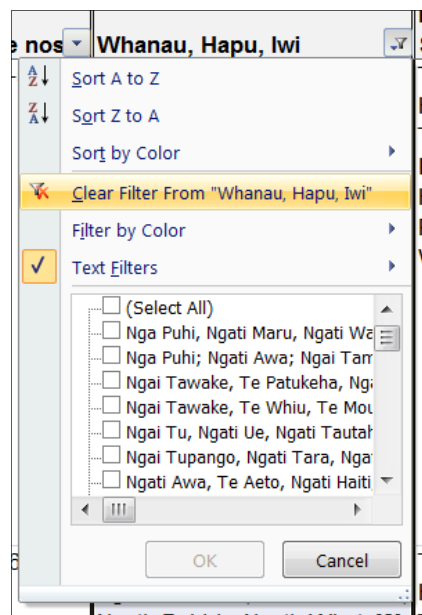 e nos
Whanau, Hapu, Iwi
Sort A to Z
Sort Z to A
Sort by Color
Clear Filter From "Whanau, Hapu, Iwi"
Filter by Color
Text Filters
(Select All)
Nga Puhi, Ngati Maru, Ngati Wa
Nga Puhi; Ngati Awa; Ngai Tam
Ngai Tawake, Te Patukeha, Nga
Ngai Tawake, Te Whiu, Te Mou
Ngai Tu, Ngati Ue, Ngati Tautah
Ngai Tupango, Ngati Tara, Nga
Ngati Awa, Te Aeto, Ngati Haiti,
OK
Cancel